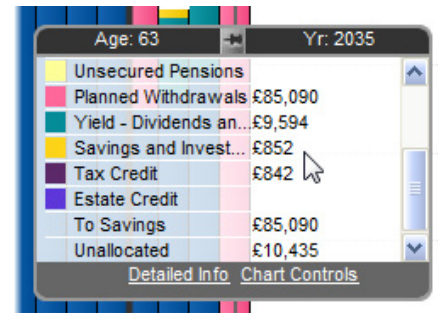 Age: 63 Yr: 2035
Unsecured Pensions
Planned Withdrawals £85,090
Yield - Dividends an... £9,594
Savings and Invest... £852
Tax Credit £842
Estate Credit
To Savings £85,090
Unallocated £10,435
Detailed Info Chart Controls